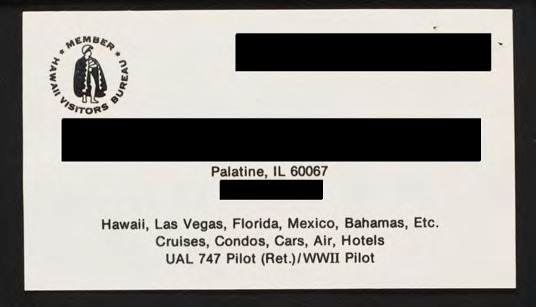 ★ MEMBER ★
HAWAII VISITORS BUREAU
Palatine, IL 60067
Hawaii, Las Vegas, Florida, Mexico, Bahamas, Etc.
Cruises, Condos, Cars, Air, Hotels
UAL 747 Pilot (Ret.)/WWII Pilot